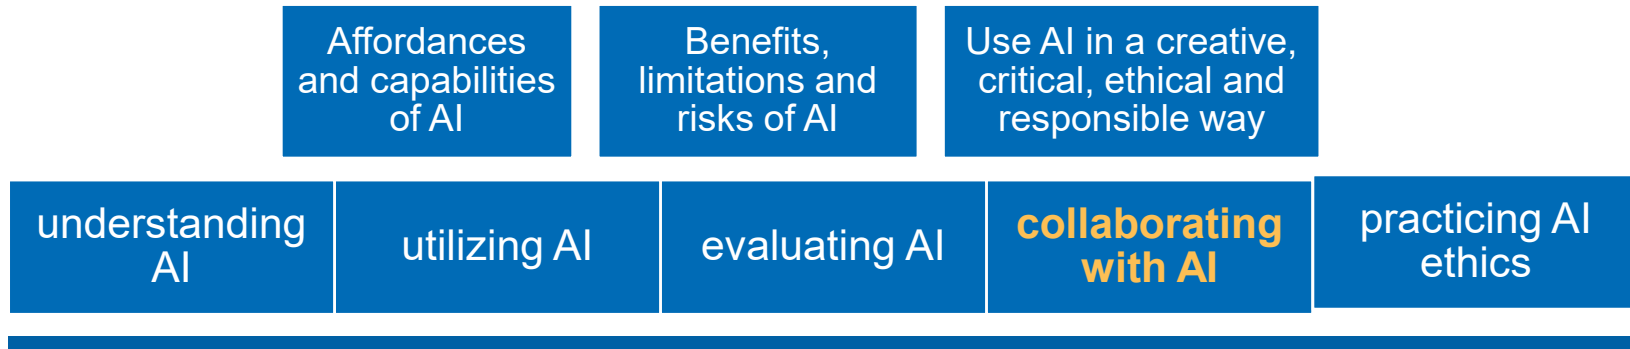 Affordances
and capabilities
of AI
Benefits,
limitations and
risks of AI
Use AI in a creative,
critical, ethical and
responsible way
understanding
AI
utilizing AI
evaluating AI
collaborating
with AI
practicing AI
ethics